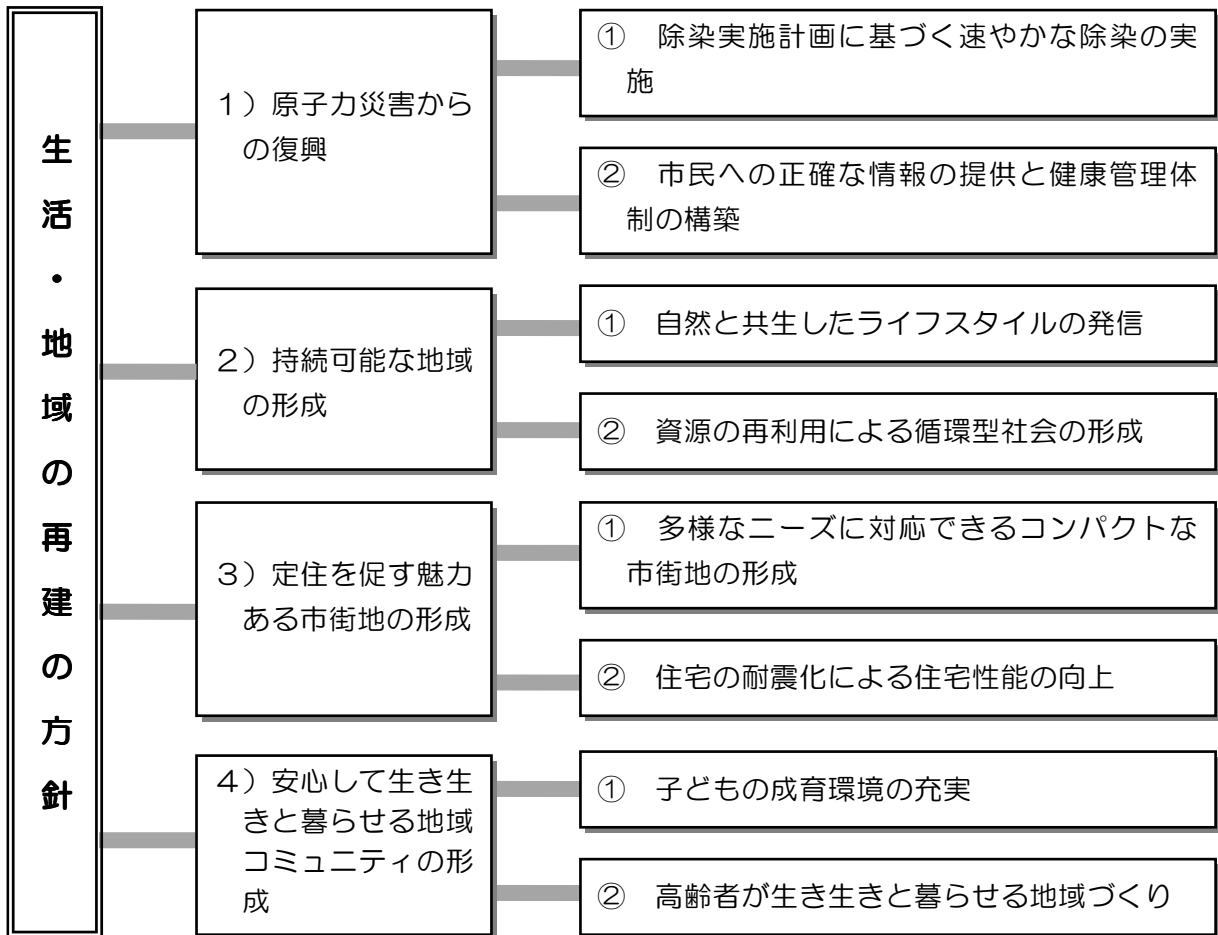 生活・地域の再建の方針
１）原子力災害から
の復興
① 除染実施計画に基づく速やかな除染の実
施
② 市民への正確な情報の提供と健康管理体
制の構築
２）持続可能な地域
の形成
① 自然と共生したライフスタイルの発信
② 資源の再利用による循環型社会の形成
３）定住を促す魅力
ある市街地の形成
① 多様なニーズに対応できるコンパクトな
市街地の形成
② 住宅の耐震化による住宅性能の向上
４）安心して生き生
きと暮らせる地域
コミュニティの形
成
① 子どもの成育環境の充実
② 高齢者が生き生きと暮らせる地域づくり